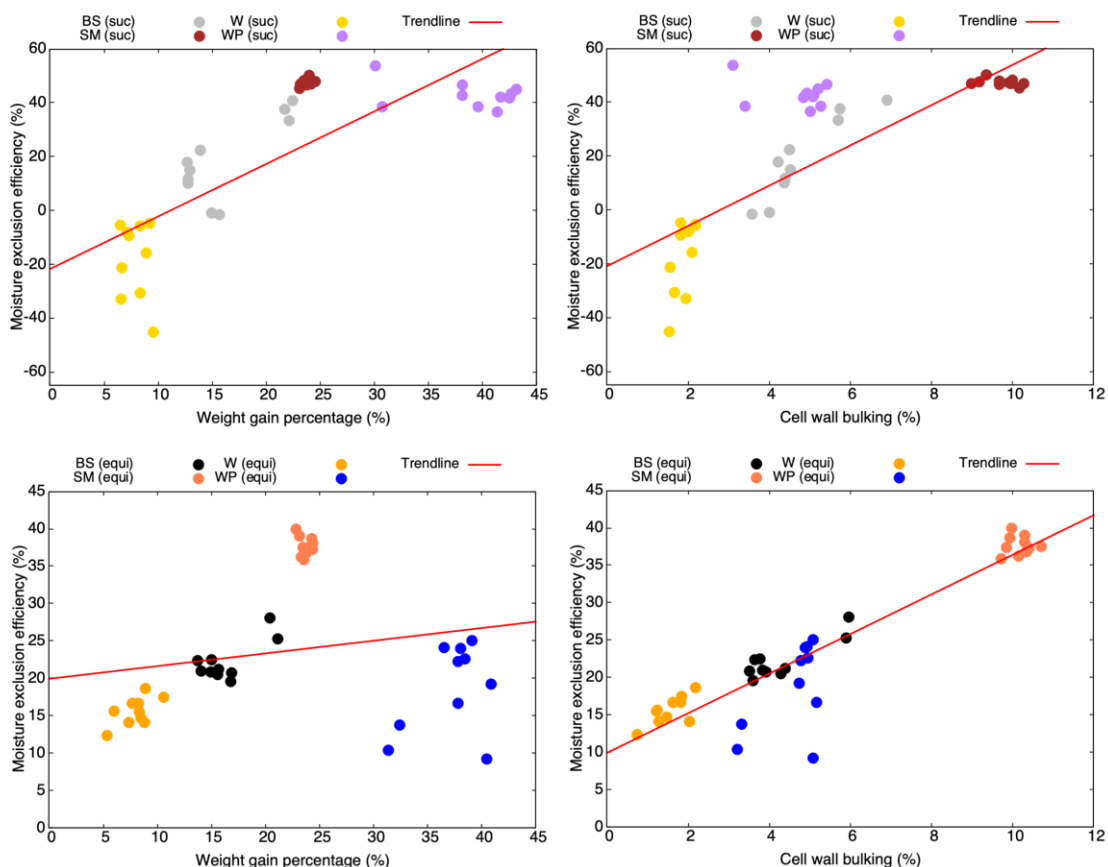 BS (suc) W (suc) Trendline
SM (suc) WP (suc)
60
40
20
0
-20
-40
-60
Moisture exclusion efficiency (%)
0 5 10 15 20 25 30 35 40 45
Weight gain percentage (%)
BS (suc) W (suc) Trendline
SM (suc) WP (suc)
60
40
20
0
-20
-40
-60
Moisture exclusion efficiency (%)
0 2 4 6 8 10 12
Cell wall bulking (%)
BS (equi) W (equi) Trendline
SM (equi) WP (equi)
45
40
35
30
25
20
15
10
5
0
Moisture exclusion efficiency (%)
0 5 10 15 20 25 30 35 40 45
Weight gain percentage (%)
BS (equi) W (equi) Trendline
SM (equi) WP (equi)
45
40
35
30
25
20
15
10
5
0
Moisture exclusion efficiency (%)
0 2 4 6 8 10 12
Cell wall bulking (%)